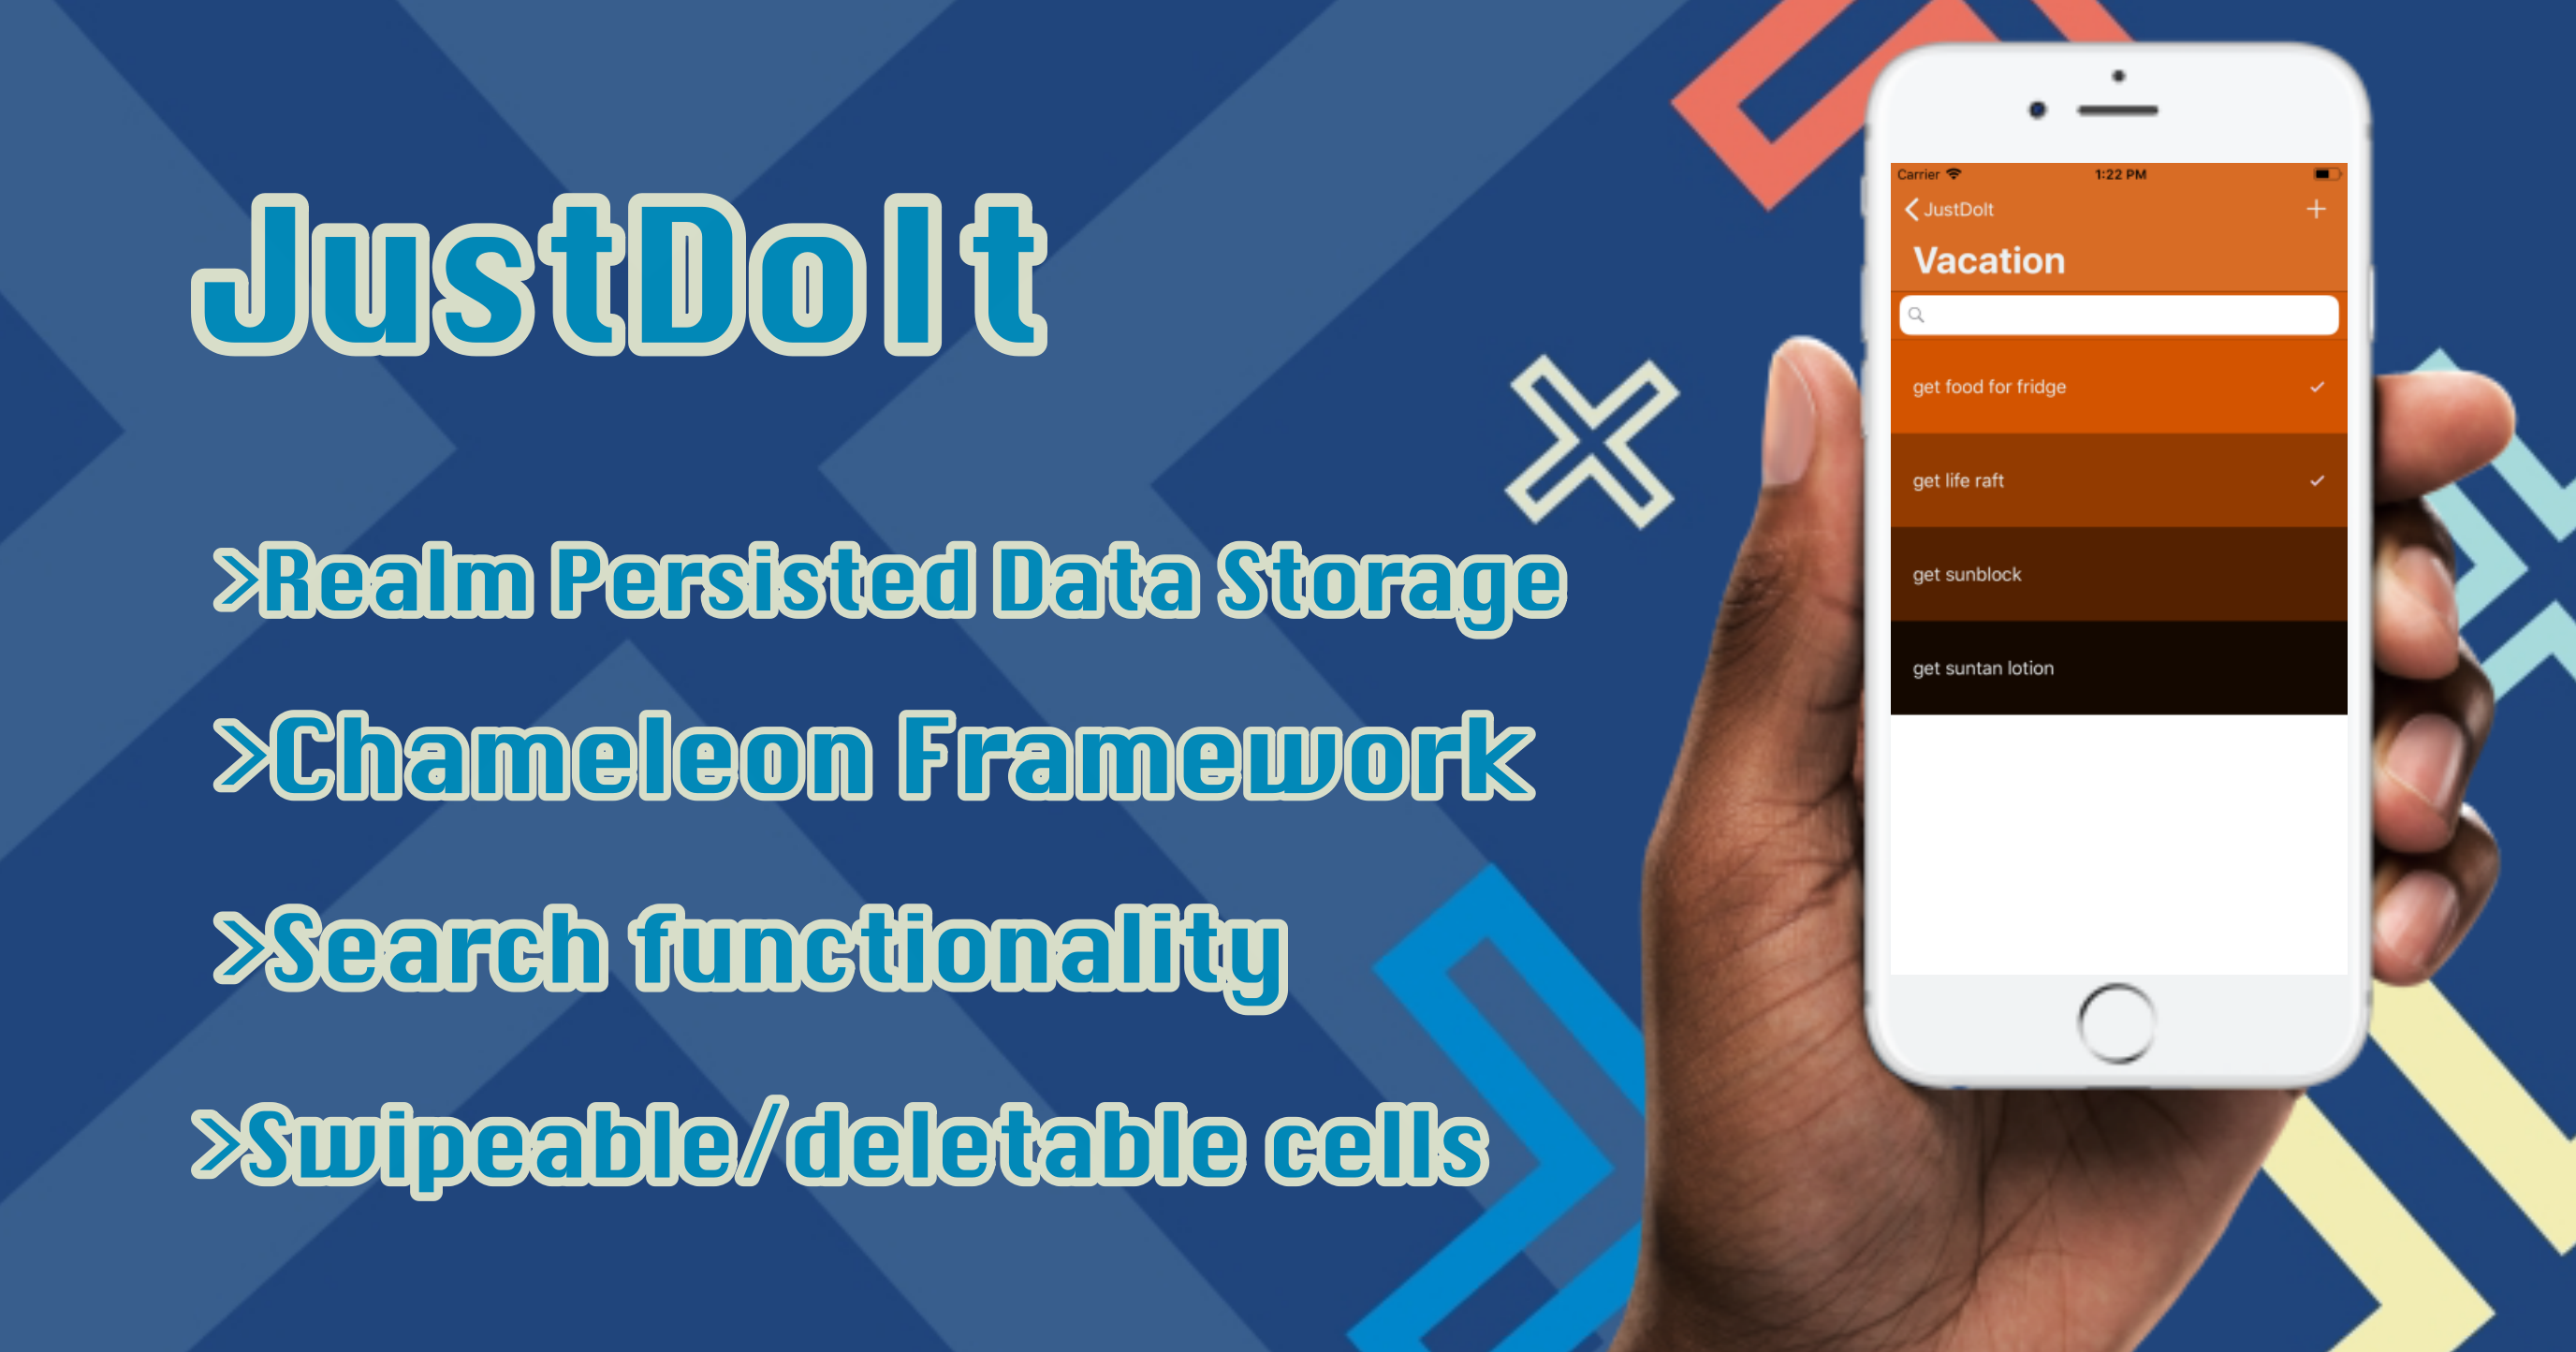 JustDoIt
>Realm Persisted Data Storage
>Chameleon Framework
>Search functionality
>Swipeable/deletable cells
Carrier 1:22 PM
JustDoIt +
Vacation
get food for fridge
get life raft
get sunblock
get suntan lotion